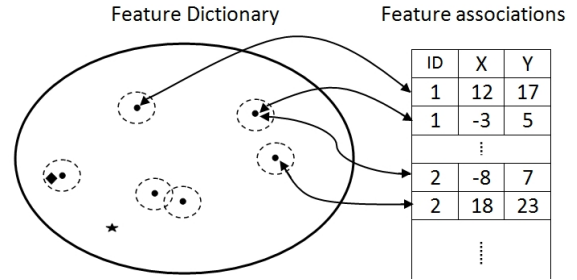 Feature Dictionary
Feature associations
ID X Y
1 12 17
1 -3 5
2 -8 7
2 18 23